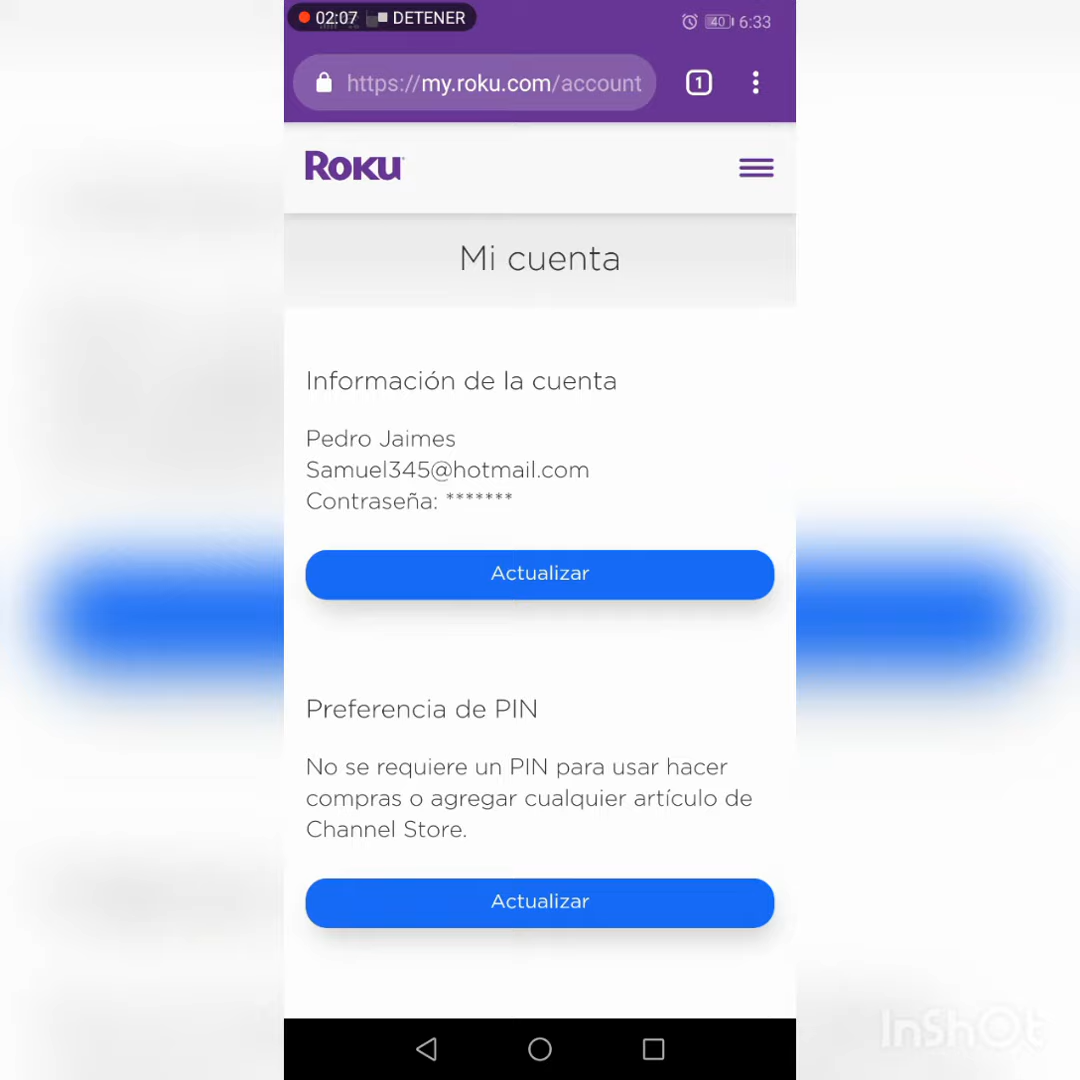 02:07 DETENER 40 6:33
https://my.roku.com/account 1
ROKU
Mi cuenta
Información de la cuenta
Pedro Jaimes
Samuel345@hotmail.com
Contraseña: *******
Actualizar
Preferencia de PIN
No se requiere un PIN para usar hacer
compras o agregar cualquier artículo de
Channel Store.
Actualizar
InShOt